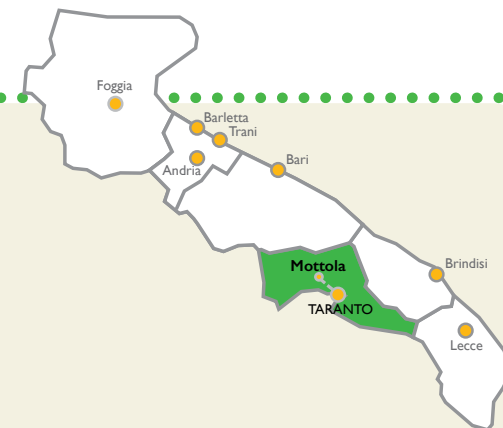 Foggia
Barletta
Trani
Andria
Bari
Mottola
Brindisi
TARANTO
Lecce